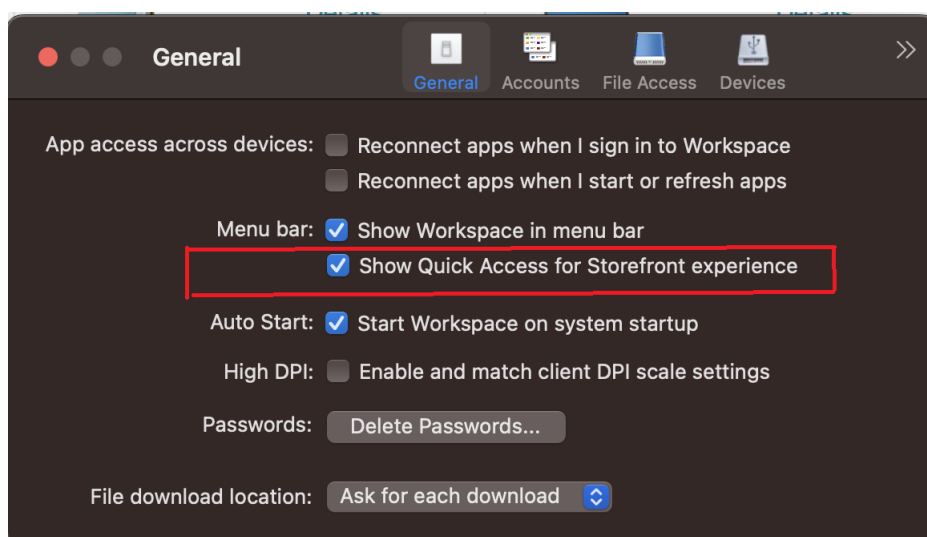 General
General Accounts File Access Devices
App access across devices: Reconnect apps when I sign in to Workspace
Reconnect apps when I start or refresh apps
Menu bar: Show Workspace in menu bar
Show Quick Access for Storefront experience
Auto Start: Start Workspace on system startup
High DPI: Enable and match client DPI scale settings
Passwords: Delete Passwords...
File download location: Ask for each download